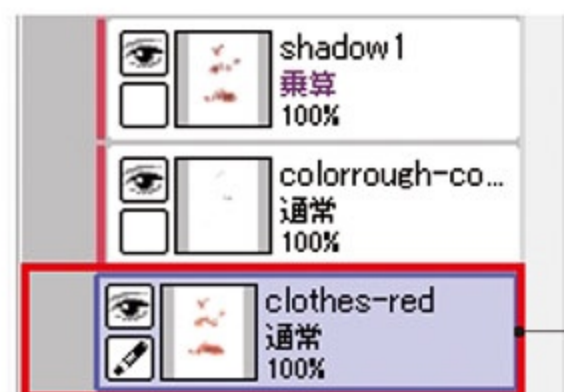 shadow1
乗算
100%
colorrough-co...
通常
100%
clothes-red
通常
100%